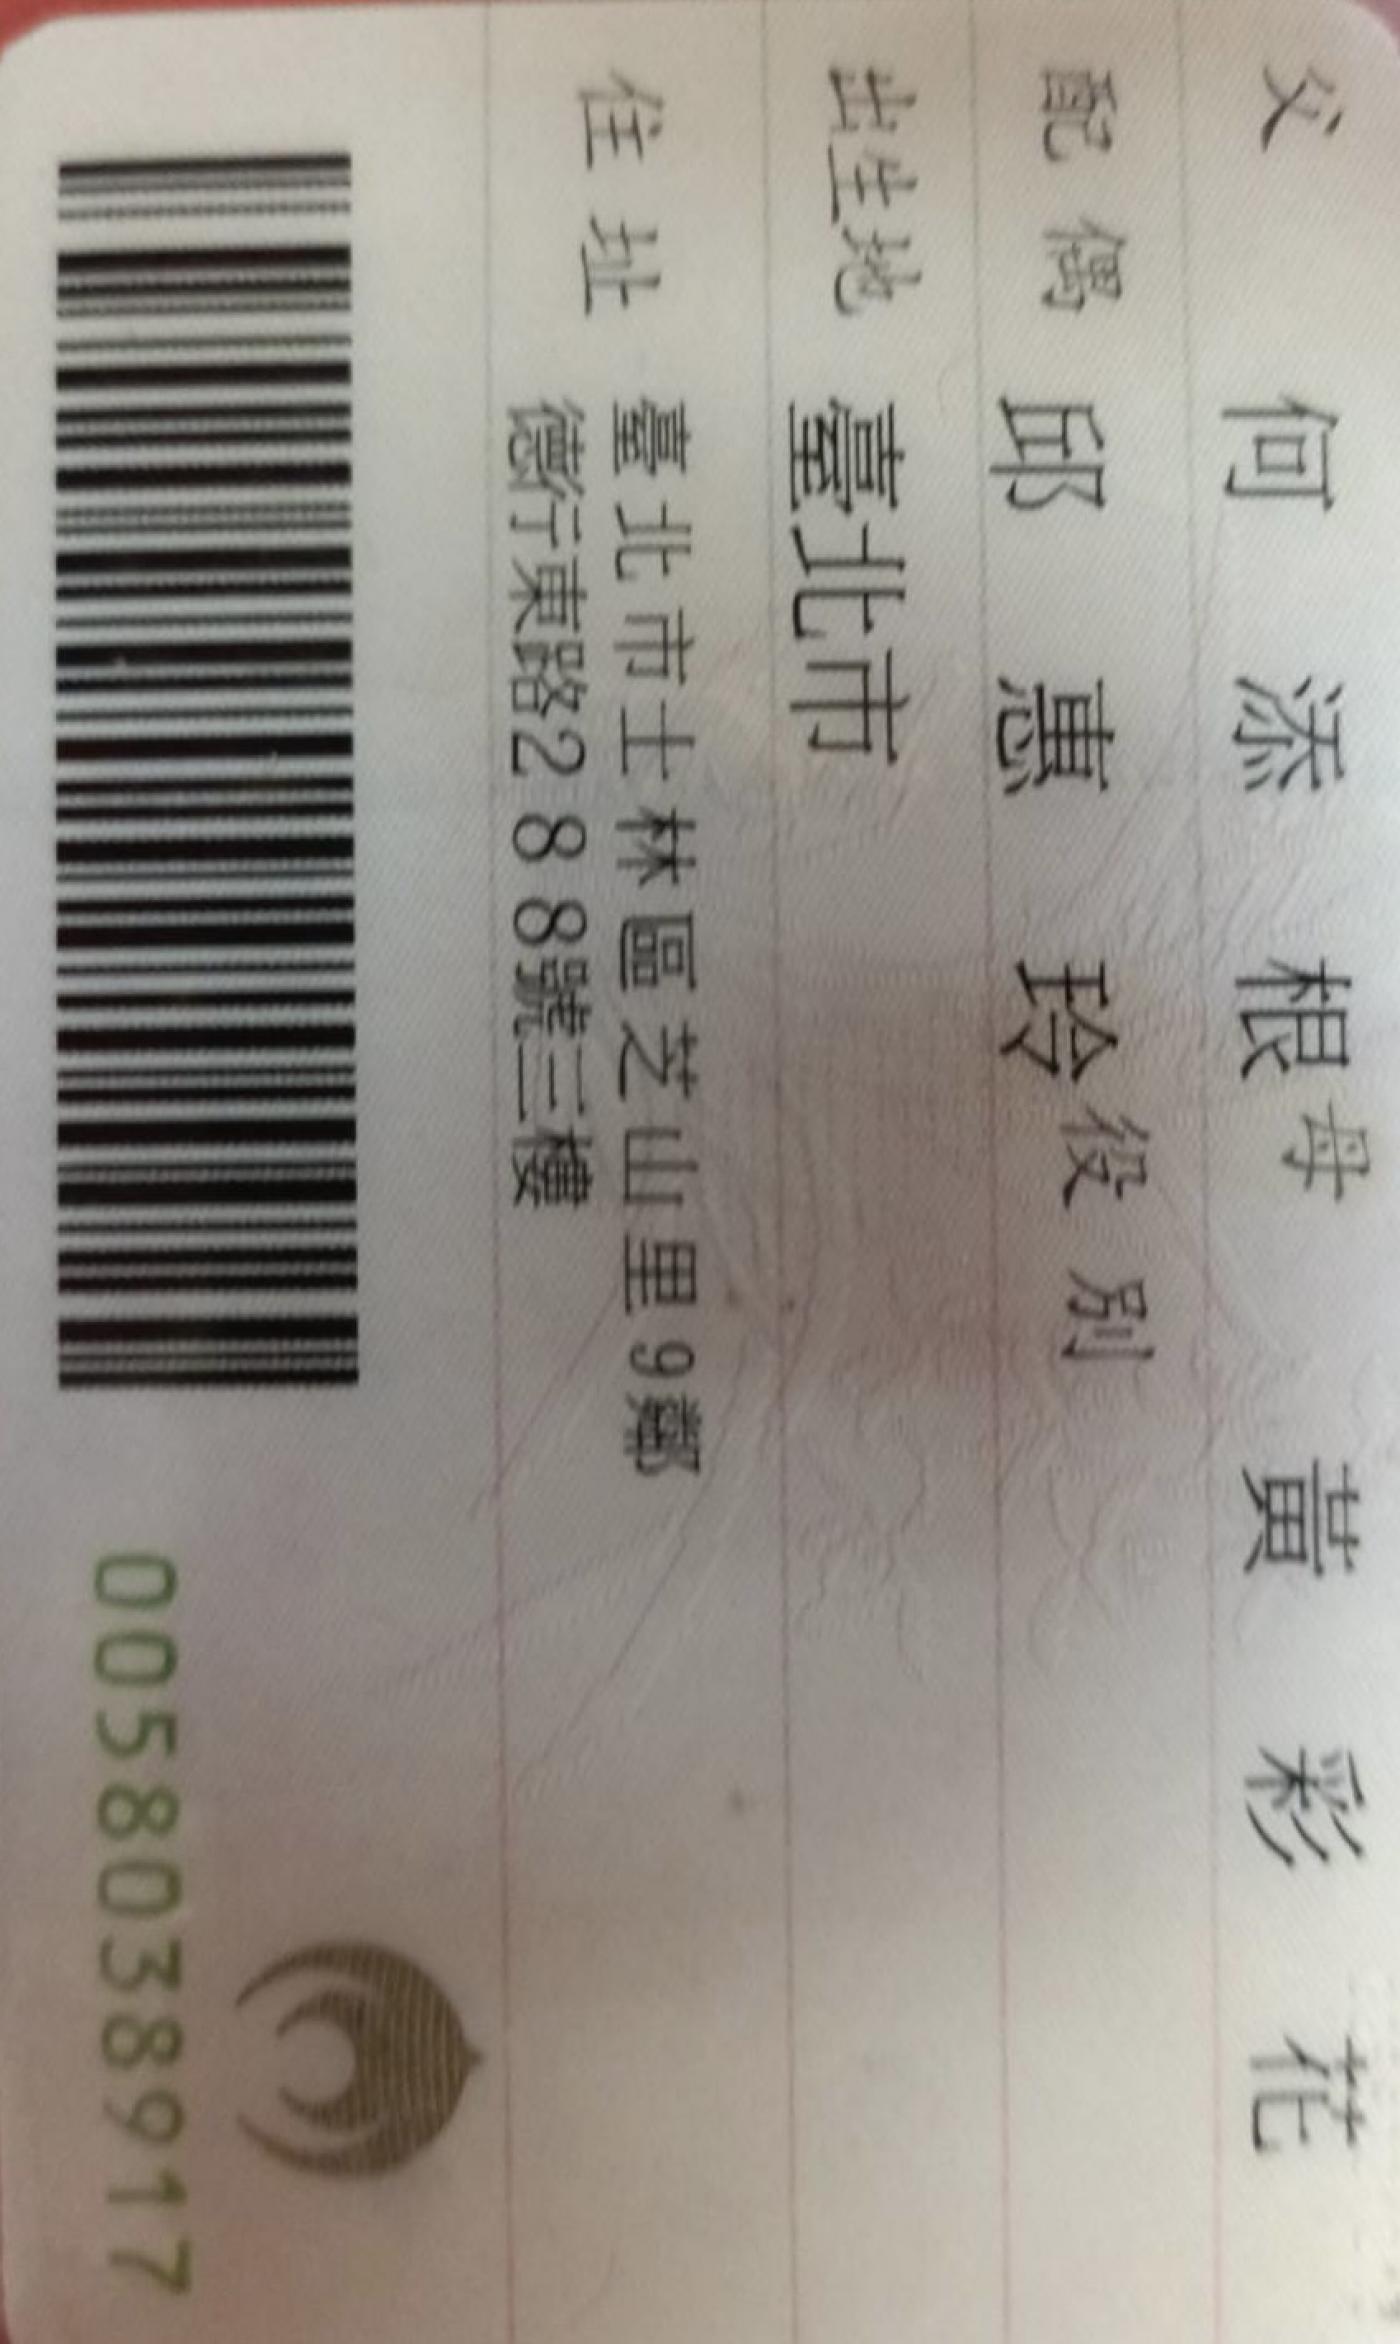 父 何添根 母 黃彩花
配偶 邱惠玲 役別
出生地 臺北市
住址 臺北市士林區芝山里9鄰
德行東路288號三樓
0058038917